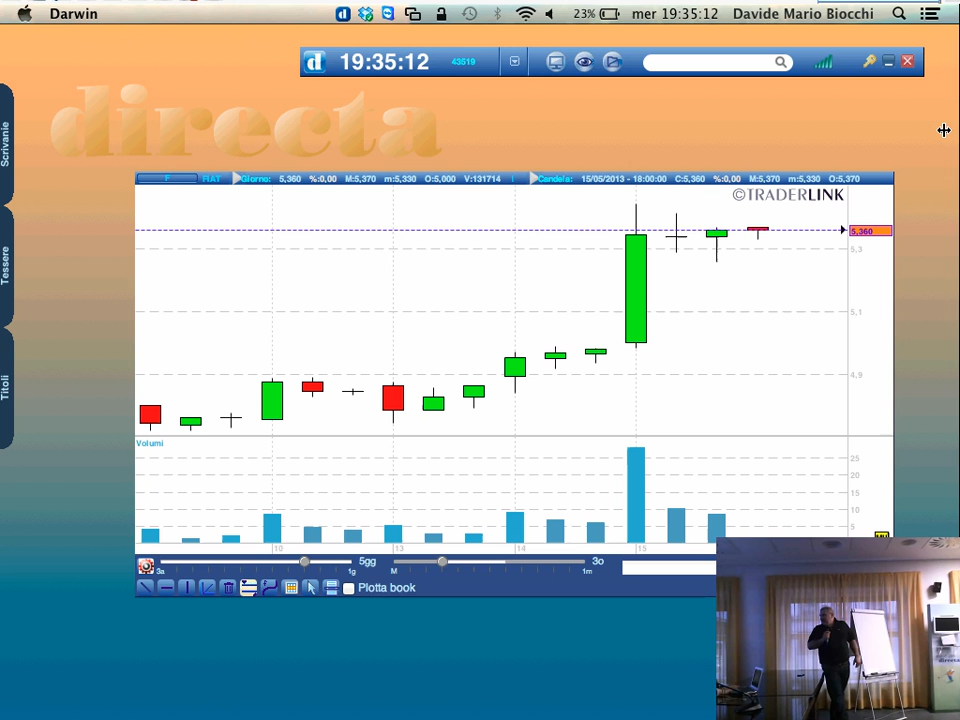 Darwin
23%
mer 19:35:12
Davide Mario Biocchi
19:35:12
43519
directa
Scrivanie
Tessere
Titoli
F FIAT Giorno: 5,360 %:0,00 M:5,370 m:5,330 O:5,000 V:131714 Candela: 15/05/2013 - 18:00:00 C:5,360 %:0,00 M:5,370 m:5,330 O:5,370
©TRADERLINK
5,360
5,3
5,1
4,9
Volumi
25
20
15
10
5
10 13 14 15
3a 1g 5gg M 1m 3o
Plotta book
directa